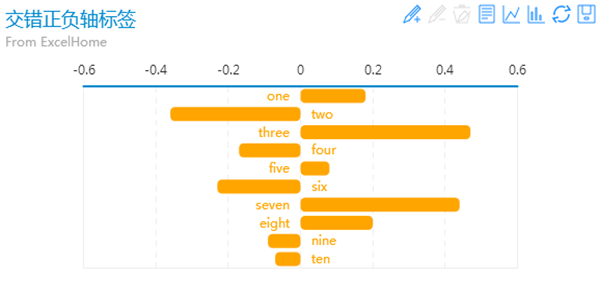 交错正负轴标签
From ExcelHome
-0.6 -0.4 -0.2 0 0.2 0.4 0.6
one
two
three
four
five
six
seven
eight
nine
ten